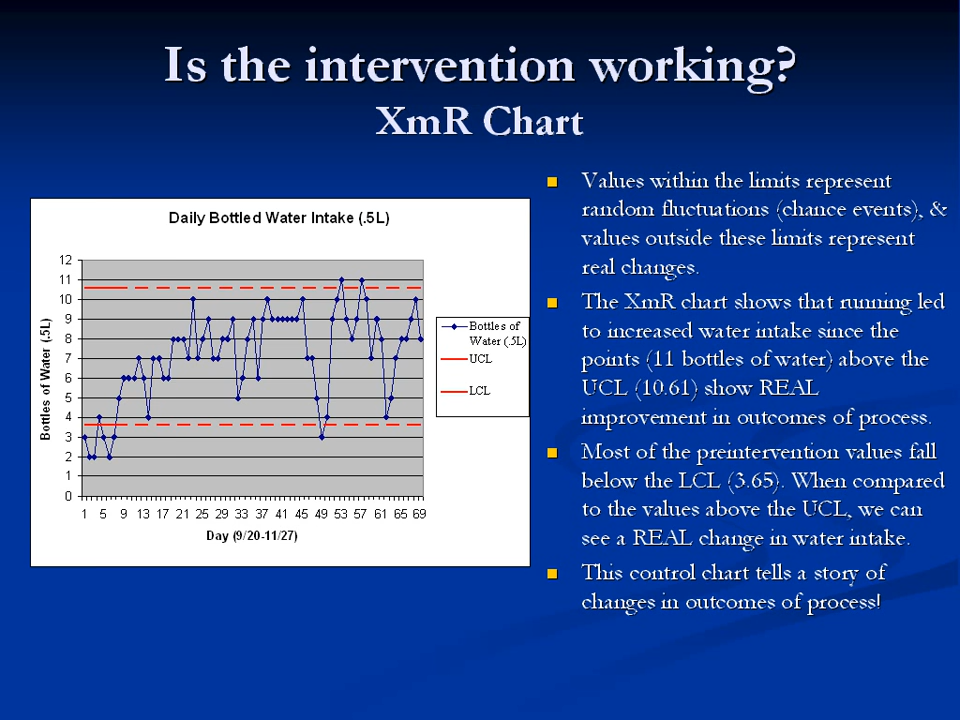 Is the intervention working?
XmR Chart
Daily Bottled Water Intake (.5L)
Bottles of Water (.5L)
12
11
10
9
8
7
6
5
4
3
2
1
0
1 5 9 13 17 21 25 29 33 37 41 45 49 53 57 61 65 69
Day (9/20-11/27)
Bottles of
Water (.5L)
UCL
LCL
Values within the limits represent
random fluctuations (chance events), &
values outside these limits represent
real changes.
The XmR chart shows that running led
to increased water intake since the
points (11 bottles of water) above the
UCL (10.61) show REAL
improvement in outcomes of process.
Most of the preintervention values fall
below the LCL (3.65). When compared
to the values above the UCL, we can
see a REAL change in water intake.
This control chart tells a story of
changes in outcomes of process!